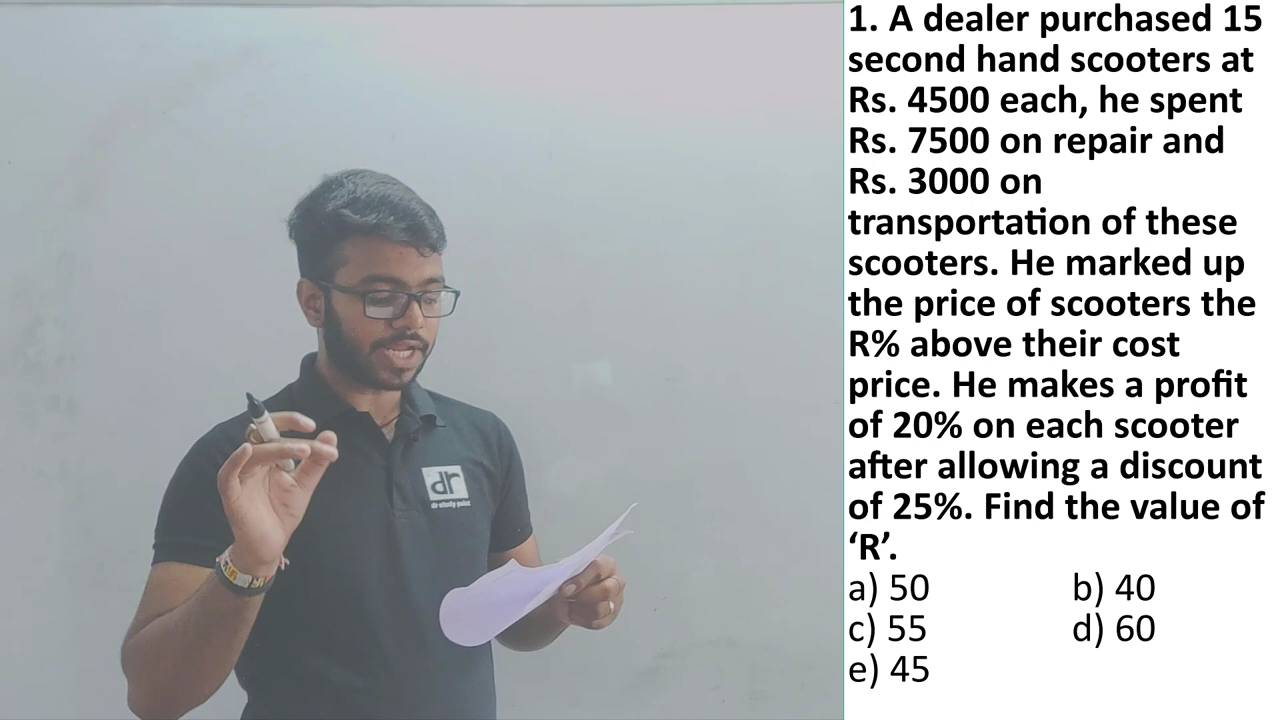 1. A dealer purchased 15
second hand scooters at
Rs. 4500 each, he spent
Rs. 7500 on repair and
Rs. 3000 on
transportation of these
scooters. He marked up
the price of scooters the
R% above their cost
price. He makes a profit
of 20% on each scooter
after allowing a discount
of 25%. Find the value of
‘R’.
a) 50 b) 40
c) 55 d) 60
e) 45
dr
dr study point